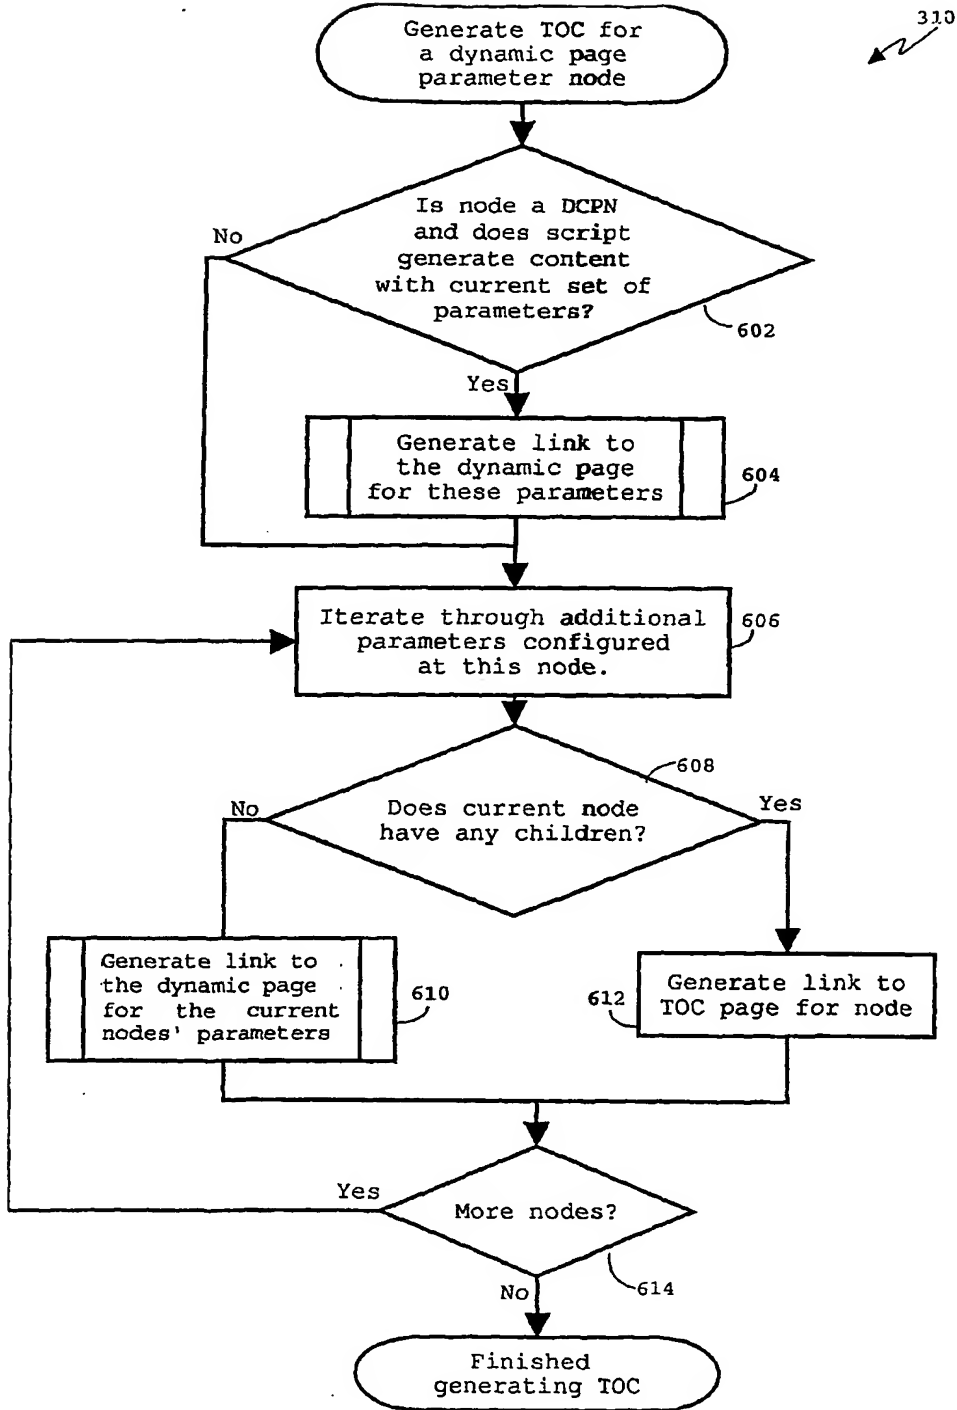 310
Generate TOC for
a dynamic page
parameter node
Is node a DCPN
and does script
generate content
with current set of
parameters?
No
602
Yes
Generate link to
the dynamic page
for these parameters
604
Iterate through additional
parameters configured
at this node.
606
608
No
Does current node
have any children?
Yes
Generate link to
the dynamic page
for the current
nodes' parameters
610
612
Generate link to
TOC page for node
Yes
More nodes?
614
No
Finished
generating TOC